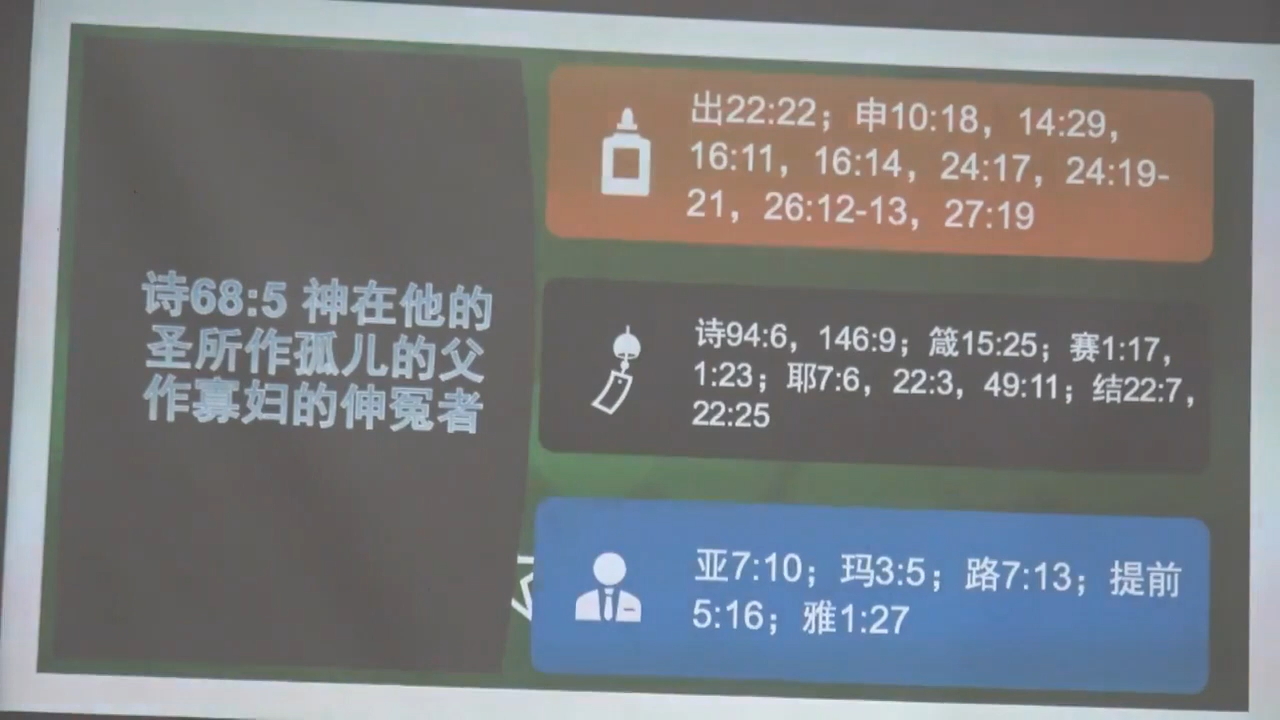 诗68:5 神在他的
圣所作孤儿的父
作寡妇的伸冤者
出22:22；申10:18，14:29，
16:11，16:14，24:17，24:19-
21，26:12-13，27:19
诗94:6，146:9；箴15:25；赛1:17，
1:23；耶7:6，22:3，49:11；结22:7，
22:25
亚7:10；玛3:5；路7:13；提前
5:16；雅1:27